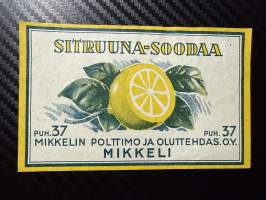 SITRUUNA-SOODAA
PUH. 37 PUH. 37
MIKKELIN POLTTIMO JA OLUTTEHDAS. O.Y.
MIKKELI